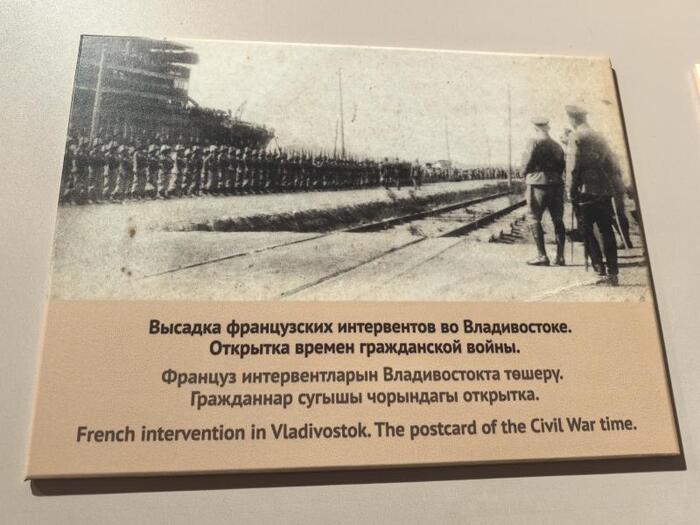 Высадка французских интервентов во Владивостоке.
Открытка времен гражданской войны.
Француз интервентларын Владивостокта төшерү.
Гражданнар сугышы чорындагы открытка.
French intervention in Vladivostok. The postcard of the Civil War time.